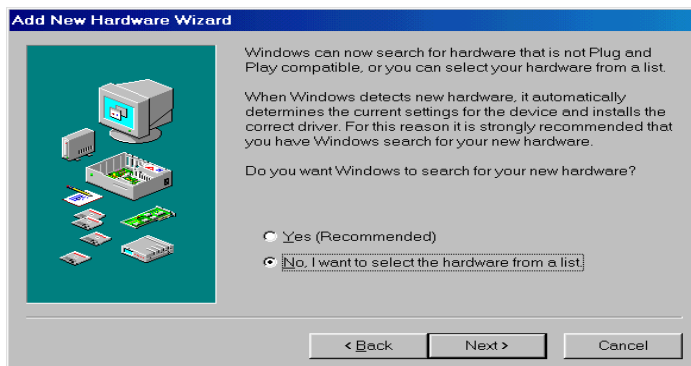 Add New Hardware Wizard
Windows can now search for hardware that is not Plug and
Play compatible, or you can select your hardware from a list.
When Windows detects new hardware, it automatically
determines the current settings for the device and installs the
correct driver. For this reason it is strongly recommended that
you have Windows search for your new hardware.
Do you want Windows to search for your new hardware?
Yes (Recommended)
No, I want to select the hardware from a list.
< Back
Next >
Cancel